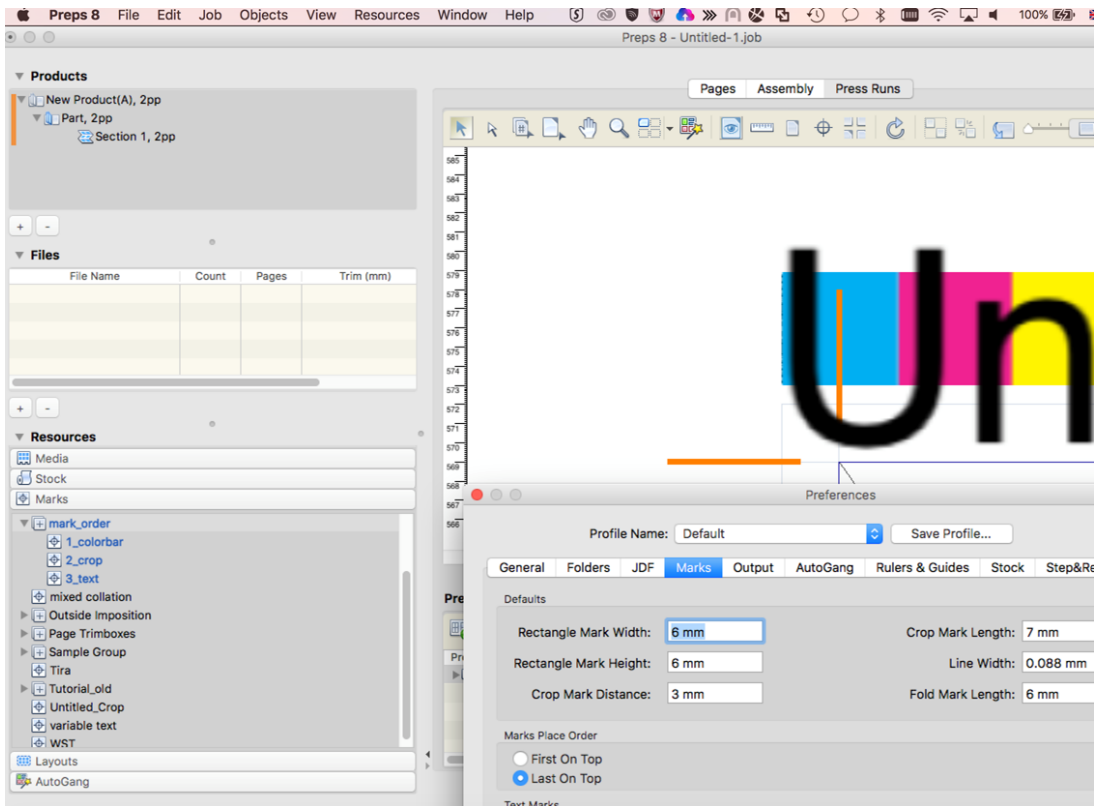 Preps 8 File Edit Job Objects View Resources Window Help 100%
Preps 8 - Untitled-1.job
Products
New Product(A), 2pp
Part, 2pp
Section 1, 2pp
+ -
Files
File Name Count Pages Trim (mm)
+ -
Resources
Media
Stock
Marks
mark_order
1_colorbar
2_crop
3_text
mixed collation
Outside Imposition
Page Trimboxes
Sample Group
Tira
Tutorial_old
Untitled_Crop
variable text
WST
Layouts
AutoGang
Pages Assembly Press Runs
585
584
583
582
581
580
579
578
577
576
575
574
573
572
571
570
569
568
567
566
Un
Pre
Pr
Preferences
Profile Name: Default Save Profile...
General Folders JDF Marks Output AutoGang Rulers & Guides Stock Step&Re
Defaults
Rectangle Mark Width: 6 mm Crop Mark Length: 7 mm
Rectangle Mark Height: 6 mm Line Width: 0.088 mm
Crop Mark Distance: 3 mm Fold Mark Length: 6 mm
Marks Place Order
First On Top
Last On Top
Text Marks